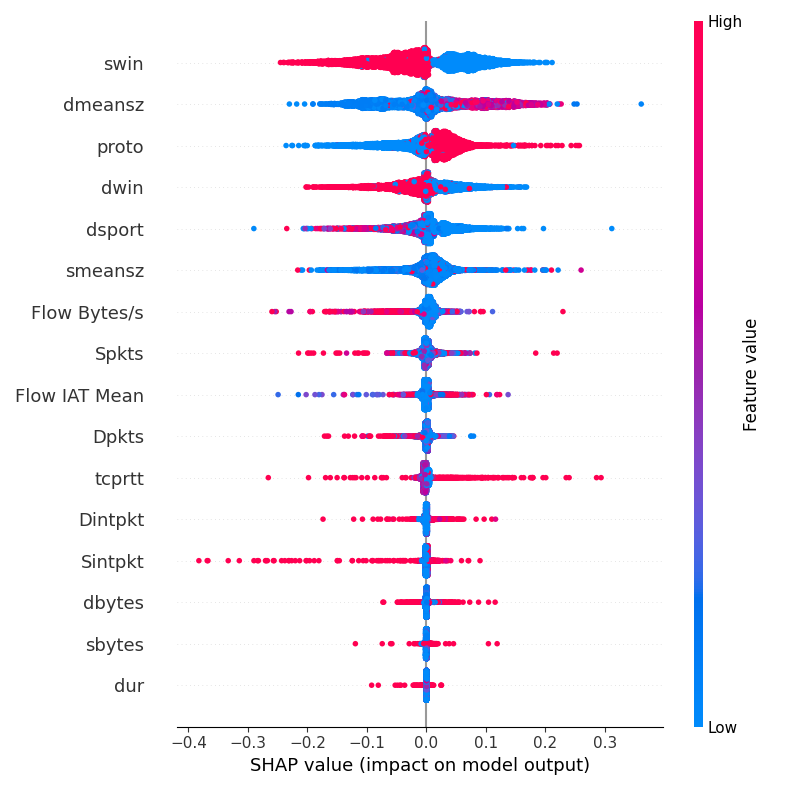 High
swin
dmeansz
proto
dwin
dsport
smeansz
Flow Bytes/s
Spkts
Flow IAT Mean
Dpkts
tcprtt
Dintpkt
Sintpkt
dbytes
sbytes
dur
Feature value
Low
−0.4 −0.3 −0.2 −0.1 0.0 0.1 0.2 0.3
SHAP value (impact on model output)